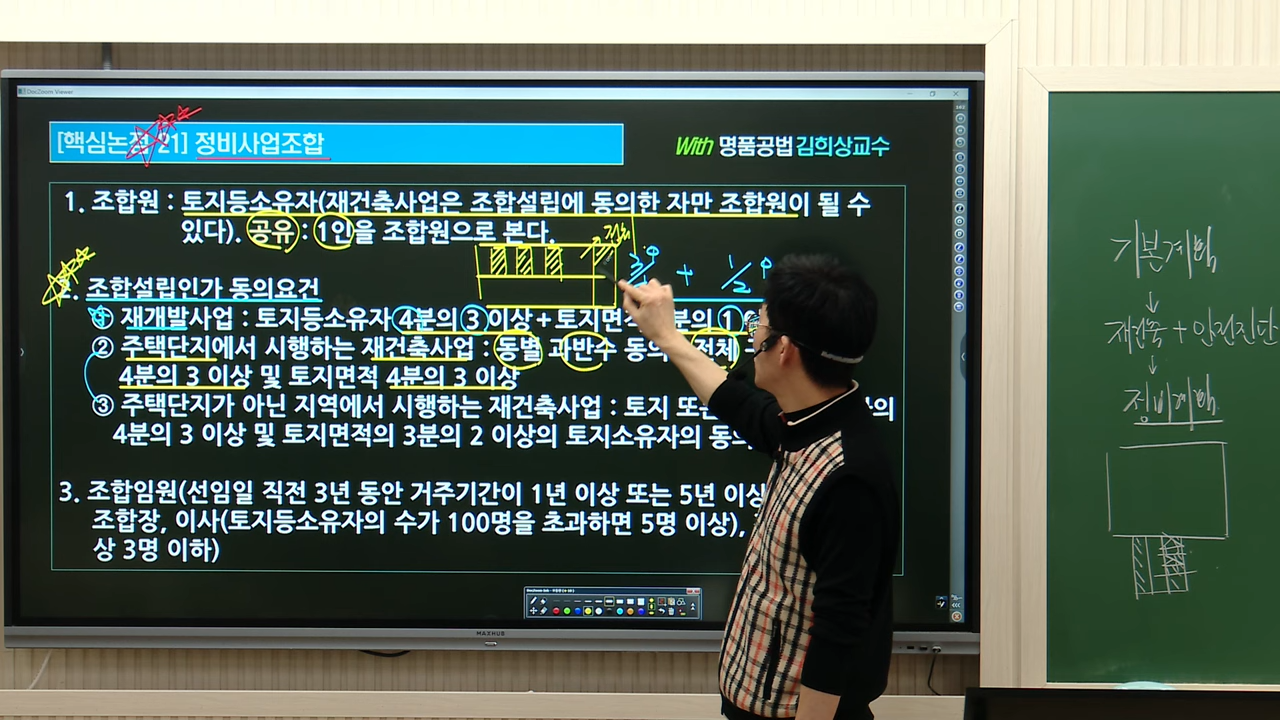 DocZoom Viewer
[핵심논점 21] 정비사업조합
With 명품공법 김희상교수
1. 조합원 : 토지등소유자(재건축사업은 조합설립에 동의한 자만 조합원이 될 수
있다). 공유 : 1인을 조합원으로 본다.
전체
3/4 + 1/2
2. 조합설립인가 동의요건
① 재개발사업 : 토지등소유자 4분의 3 이상 + 토지면적 분의 1
② 주택단지에서 시행하는 재건축사업 : 동별 과반수 동의 전체
4분의 3 이상 및 토지면적 4분의 3 이상
③ 주택단지가 아닌 지역에서 시행하는 재건축사업 : 토지 또는 의
4분의 3 이상 및 토지면적의 3분의 2 이상의 토지소유자의 동의
3. 조합임원(선임일 직전 3년 동안 거주기간이 1년 이상 또는 5년 이상
조합장, 이사(토지등소유자의 수가 100명을 초과하면 5명 이상),
상 3명 이하)
MAXHUB
기본계획
↓
재건축 + 안전진단
↓
정비계획